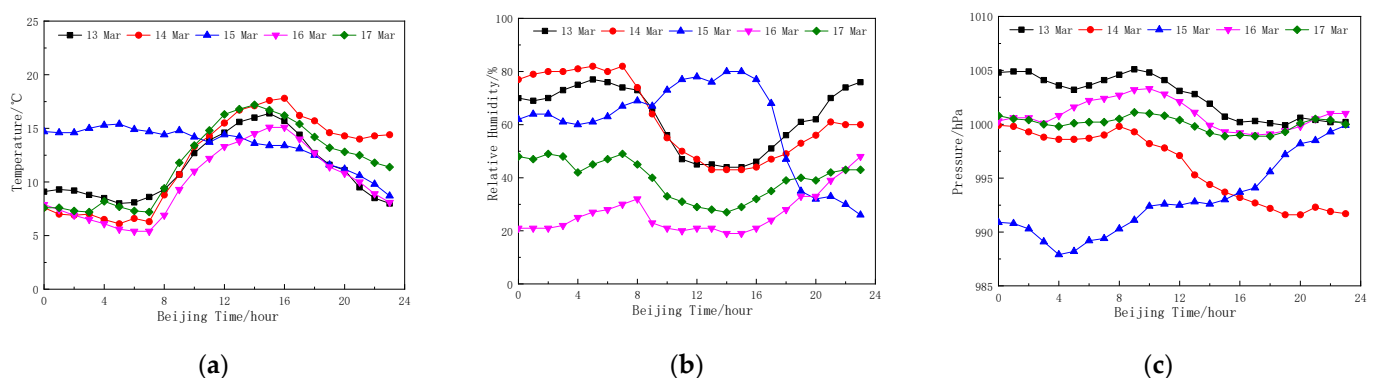 25
20
15
10
5
0
Temperature/℃
13 Mar 14 Mar 15 Mar 16 Mar 17 Mar
0 4 8 12 16 20 24
Beijing Time/hour
(a)
100
80
60
40
20
0
Relative Humidity/%
13 Mar 14 Mar 15 Mar 16 Mar 17 Mar
0 4 8 12 16 20 24
Beijing Time/hour
(b)
1010
1005
1000
995
990
985
Pressure/hPa
13 Mar 14 Mar 15 Mar 16 Mar 17 Mar
0 4 8 12 16 20 24
Beijing Time/hour
(c)